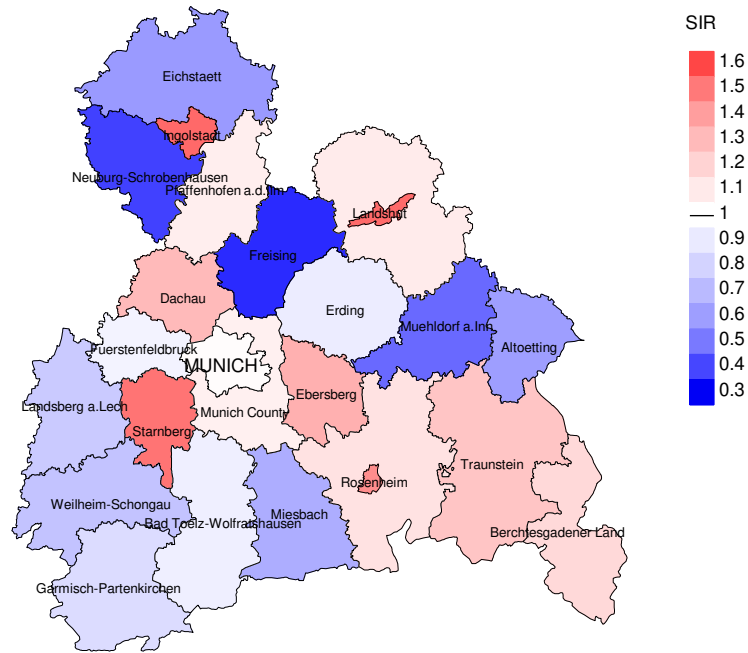 SIR
1.6
1.5
1.4
1.3
1.2
1.1
1
0.9
0.8
0.7
0.6
0.5
0.4
0.3
Eichstaett
Ingolstadt
Neuburg-Schrobenhausen
Pfaffenhofen a.d.Ilm
Landshut
Freising
Dachau
Erding
Muehldorf a.Inn
Altoetting
Fuerstenfeldbruck
MUNICH
Ebersberg
Landsberg a.Lech
Munich County
Starnberg
Traunstein
Rosenheim
Weilheim-Schongau
Miesbach
Bad Toelz-Wolfratshausen
Berchtesgadener Land
Garmisch-Partenkirchen